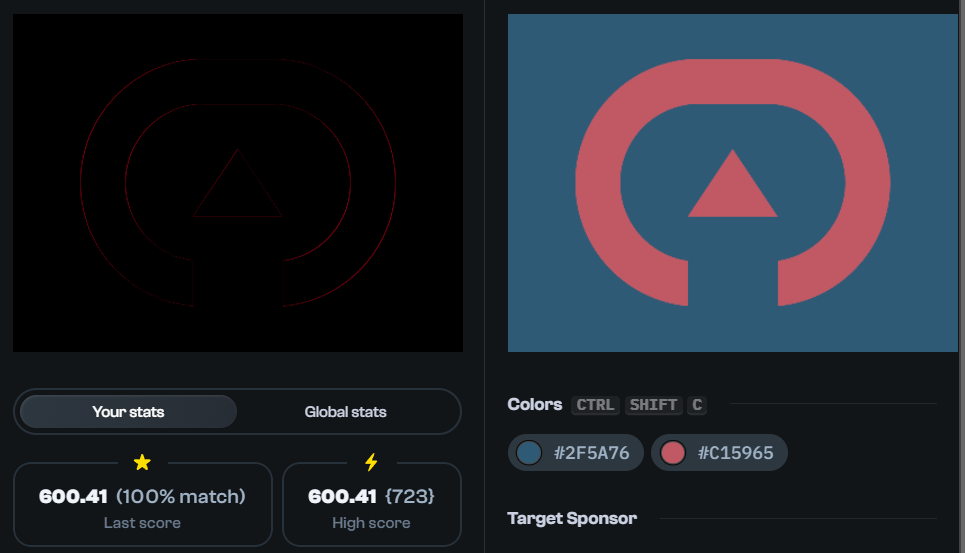 Your stats
Global stats
600.41 (100% match)
Last score
600.41 {723}
High score
Colors CTRL SHIFT C
#2F5A76
#C15965
Target Sponsor